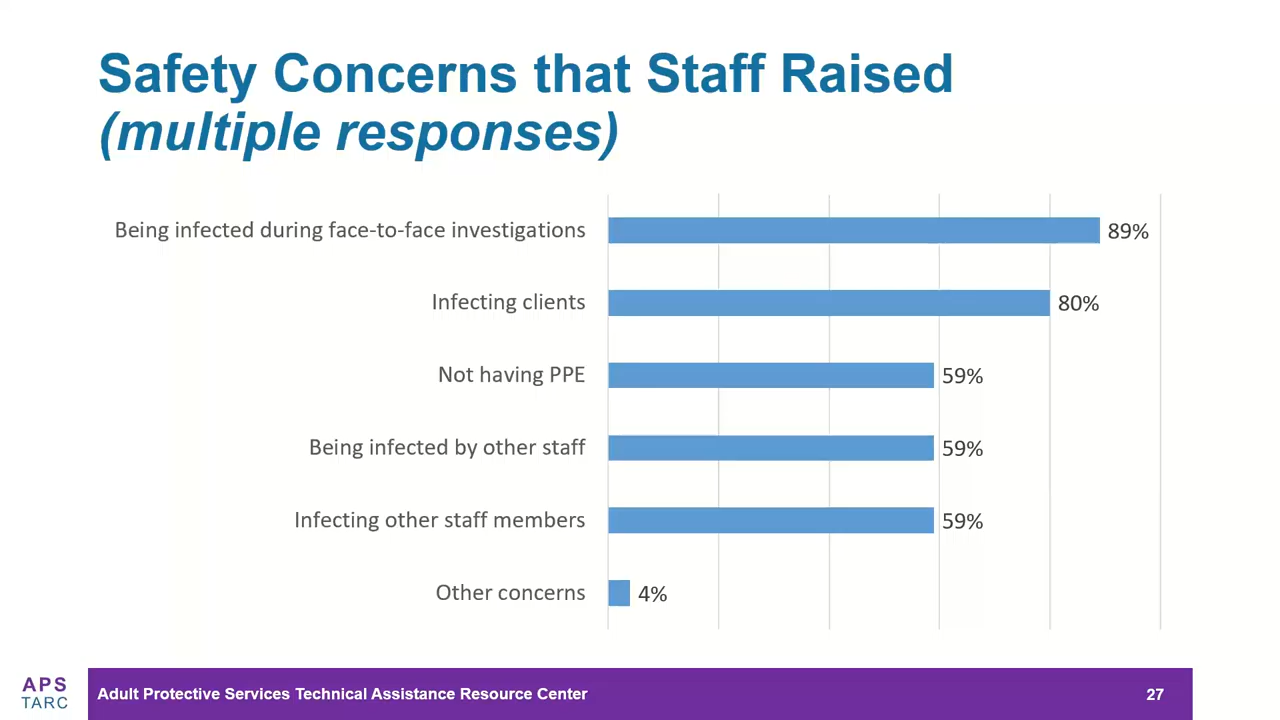 Safety Concerns that Staff Raised
(multiple responses)
Being infected during face-to-face investigations 89%
Infecting clients 80%
Not having PPE 59%
Being infected by other staff 59%
Infecting other staff members 59%
Other concerns 4%
APS
TARC
Adult Protective Services Technical Assistance Resource Center 27